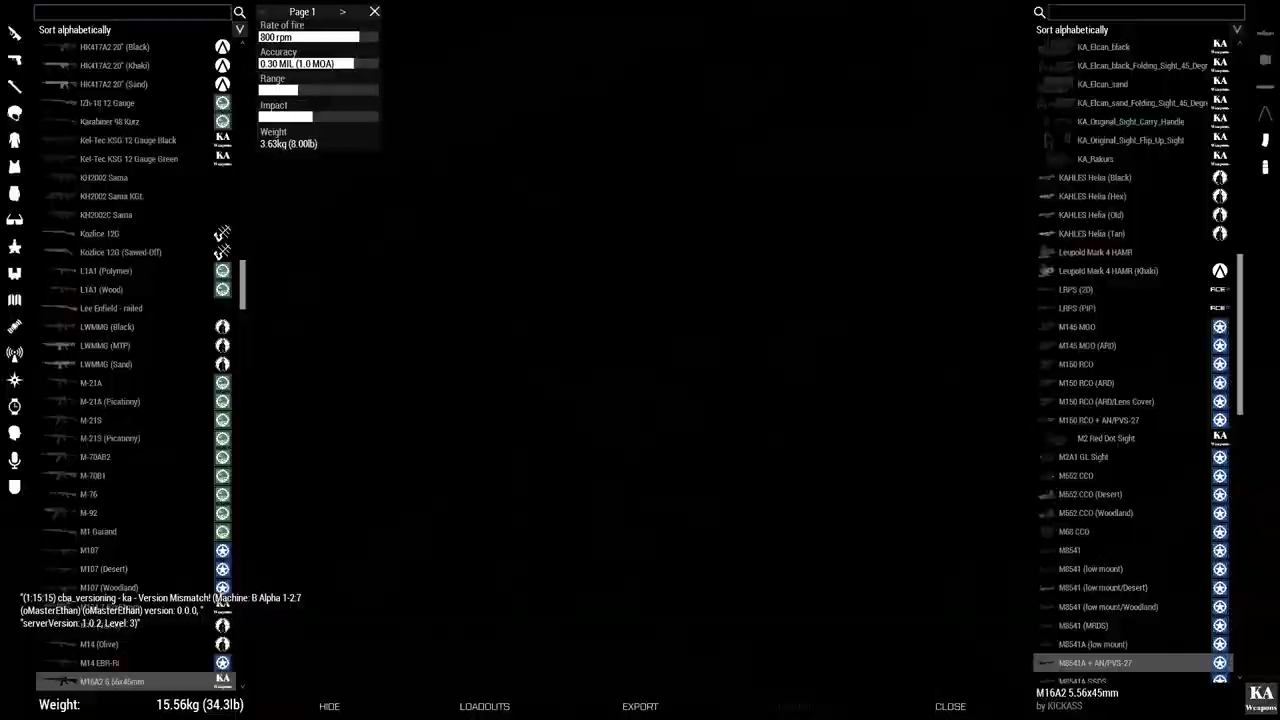 Page 1 >
Sort alphabetically
HK417A2 20" (Black)
HK417A2 20" (Khaki)
HK417A2 20" (Sand)
IZh-18 12 Gauge
Karabiner 98 Kurz
Kel-Tec KSG 12 Gauge Black
Kel-Tec KSG 12 Gauge Green
KH2002 Sama
KH2002 Sama KGL
KH2002C Sama
Kozlice 12G
Kozlice 12G (Sawed-Off)
L1A1 (Polymer)
L1A1 (Wood)
Lee Enfield - railed
LWMMG (Black)
LWMMG (MTP)
LWMMG (Sand)
M-21A
M-21A (Picatinny)
M-21S
M-21S (Picatinny)
M-70AB2
M-70B1
M-76
M-92
M1 Garand
M107
M107 (Desert)
M107 (Woodland)
"(1:15:15) cba_versioning - ka - Version Mismatch! (Machine: B Alpha 1-2:7
(oMasterEthan) (oMasterEthan) version: 0.0.0, "
"serverVersion: 1.0.2, Level: 3)"
M14 (Olive)
M14 EBR-RI
M16A2 5.56x45mm
Weight: 15.56kg (34.3lb)
Rate of fire
800 rpm
Accuracy
0.30 MIL (1.0 MOA)
Range
Impact
Weight
3.63kg (8.00lb)
HIDE
LOADOUTS
EXPORT
CLOSE
Sort alphabetically
KA_Elcan_black
KA_Elcan_black_Folding_Sight_45_Degr
KA_Elcan_sand
KA_Elcan_sand_Folding_Sight_45_Degr
KA_Original_Sight_Carry_Handle
KA_Original_Sight_Flip_Up_Sight
KA_Rakurs
KAHLES Helia (Black)
KAHLES Helia (Hex)
KAHLES Helia (Old)
KAHLES Helia (Tan)
Leupold Mark 4 HAMR
Leupold Mark 4 HAMR (Khaki)
LRPS (2D)
LRPS (PIP)
M145 MGO
M145 MGO (ARD)
M150 RCO
M150 RCO (ARD)
M150 RCO (ARD/Lens Cover)
M150 RCO + AN/PVS-27
M2 Red Dot Sight
M2A1 GL Sight
M552 CCO
M552 CCO (Desert)
M552 CCO (Woodland)
M68 CCO
M8541
M8541 (low mount)
M8541 (low mount/Desert)
M8541 (low mount/Woodland)
M8541 (MRDS)
M8541A (low mount)
M8541A + AN/PVS-27
M8541A SSDS
M16A2 5.56x45mm
by KICKASS
KA
Weapons